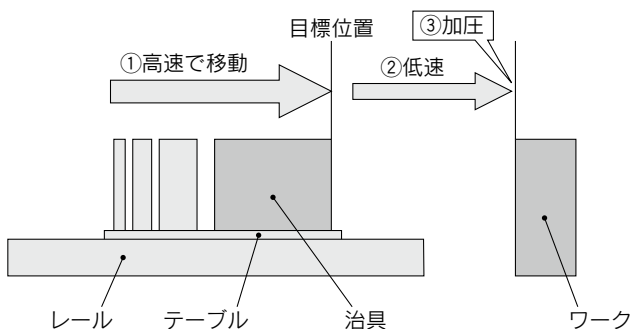 目標位置
③加圧
①高速で移動
②低速
レール
テーブル
治具
ワーク